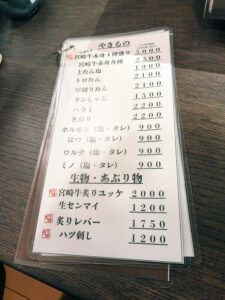 やきもの
宮崎牛赤身4種盛り 5000
宮崎牛赤身各種 2500
上たん塩 1900
トロたん 2100
厚切りたん 2100
タンしゃぶ 2200
ハラミ 1500
さがり 2200
ホルモン（塩・タレ） 900
はつ（塩・タレ） 900
ウルテ（塩・タレ） 900
ミノ（塩・タレ） 900
生物・あぶり物
宮崎牛炙りユッケ 2000
生センマイ 1200
炙りレバー 1750
ハツ刺し 1200